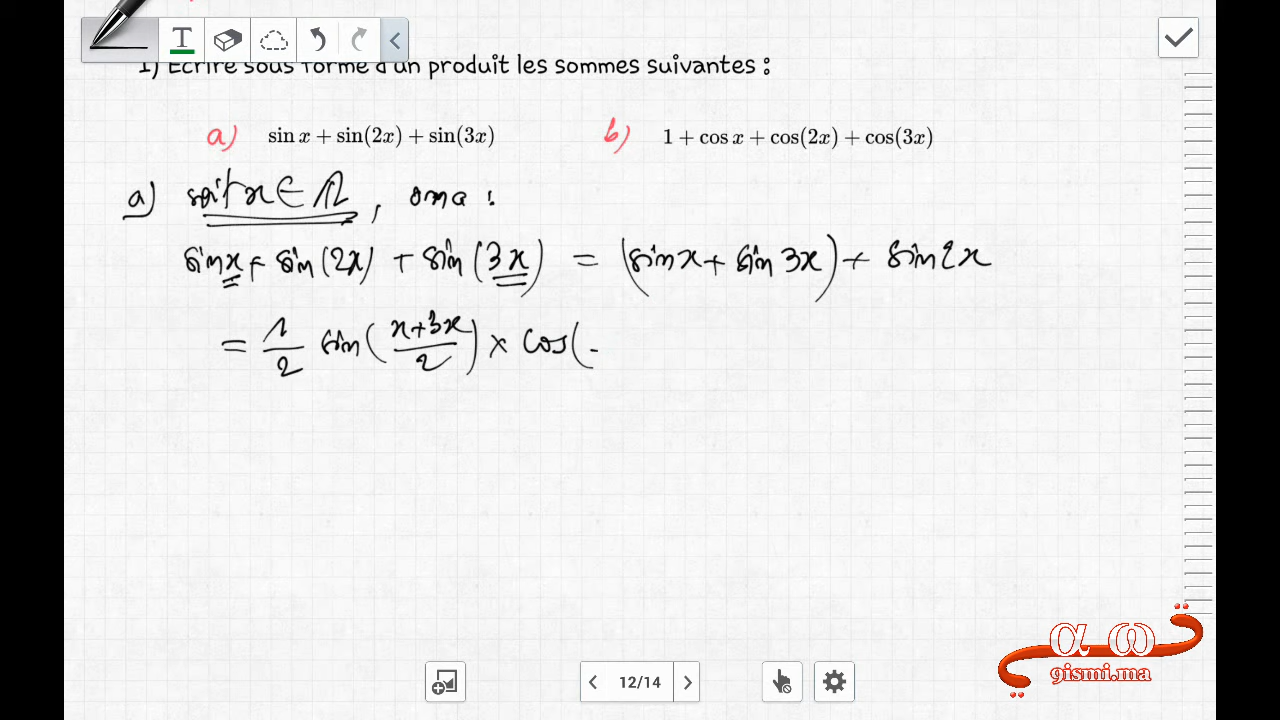 1) Ecrire sous forme d'un produit les sommes suivantes :
a) sin x + sin(2x) + sin(3x) b) 1 + cos x + cos(2x) + cos(3x)
a) soit x ∈ ℝ, on a :
sin x + sin(2x) + sin(3x) = (sin x + sin 3x) + sin 2x
= 1/2 sin((x+3x)/2) × cos(
12/14
α ω
gismi.ma